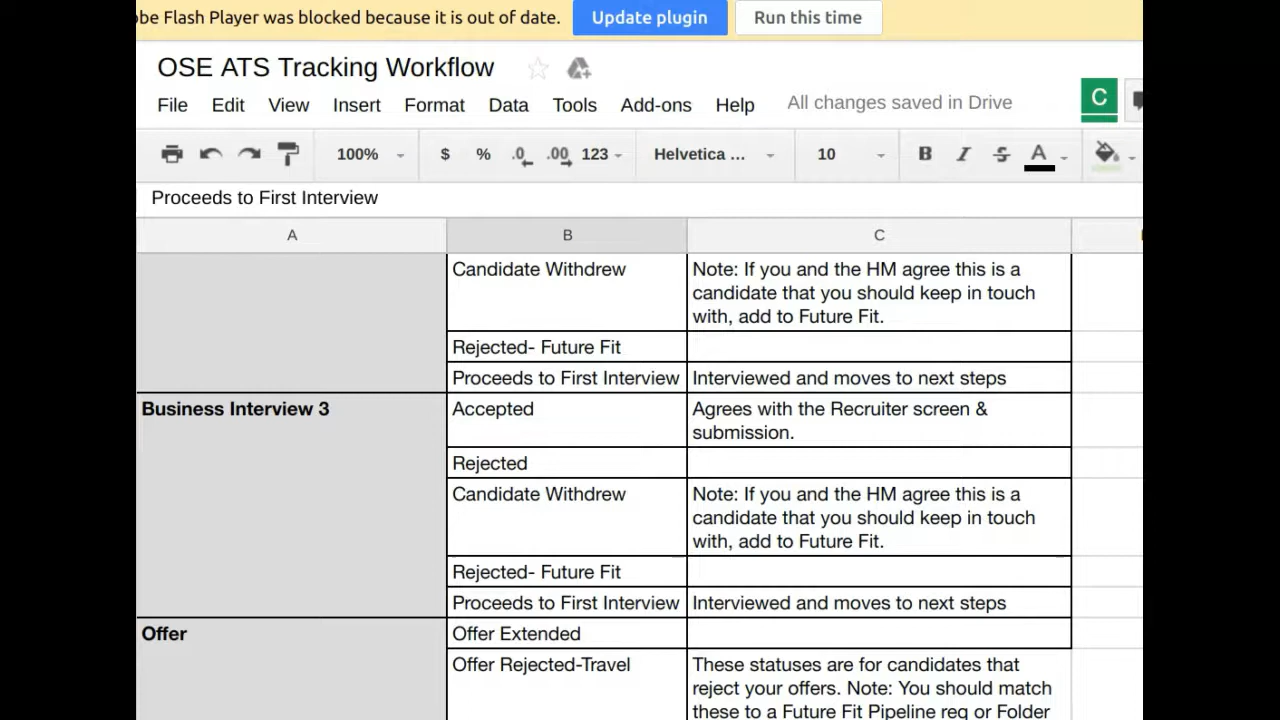 be Flash Player was blocked because it is out of date. Update plugin Run this time
OSE ATS Tracking Workflow
File Edit View Insert Format Data Tools Add-ons Help All changes saved in Drive C
100% $ % .0 .00 123 Helvetica ... 10 B I S A
Proceeds to First Interview
A B C
Candidate Withdrew
Note: If you and the HM agree this is a
candidate that you should keep in touch
with, add to Future Fit.
Rejected- Future Fit
Proceeds to First Interview
Interviewed and moves to next steps
Business Interview 3
Accepted
Agrees with the Recruiter screen &
submission.
Rejected
Candidate Withdrew
Note: If you and the HM agree this is a
candidate that you should keep in touch
with, add to Future Fit.
Rejected- Future Fit
Proceeds to First Interview
Interviewed and moves to next steps
Offer
Offer Extended
Offer Rejected-Travel
These statuses are for candidates that
reject your offers. Note: You should match
these to a Future Fit Pipeline req or Folder